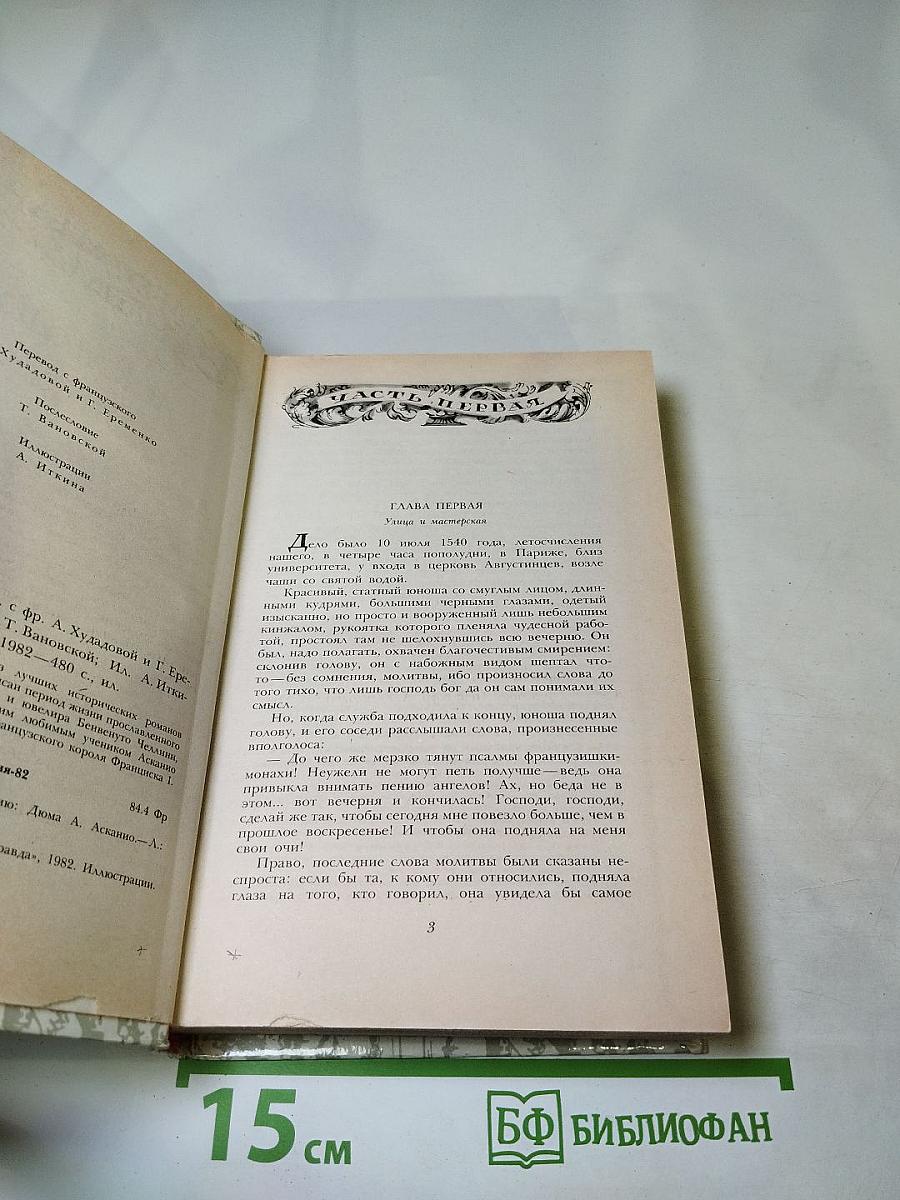 Перевод с французского
Худадовой и Г. Еременко
Послесловие
Т. Вановской
Иллюстрации
А. Иткина
с фр. А. Худадовой и Г. Ере-
Т. Вановской; Ил. А. Итки-
1982—480 с., ил.
лучших исторических романов
период жизни прославленного
и ювелира Бенвенуто Челлини,
любимым учеником Асканио
французского короля Франциска I.
84.4 Фр
Дюма А. Асканио.—Л.:
1982. Иллюстрации.
ЧАСТЬ ПЕРВАЯ
ГЛАВА ПЕРВАЯ
Улица и мастерская
Дело было 10 июля 1540 года, летосчисления
нашего, в четыре часа пополудни, в Париже, близ
университета, у входа в церковь Августинцев, возле
чаши со святой водой.
Красивый, статный юноша со смуглым лицом, длин-
ными кудрями, большими черными глазами, одетый
изысканно, но просто и вооруженный лишь небольшим
кинжалом, рукоятка которого пленяла чудесной рабо-
той, простоял там не шелохнувшись всю вечерню. Он
был, надо полагать, охвачен благочестивым смирением:
склонив голову, он с набожным видом шептал что-
то — без сомнения, молитвы, ибо произносил слова до
того тихо, что лишь господь бог да он сам понимали их
смысл.
Но, когда служба подходила к концу, юноша поднял
голову, и его соседи расслышали слова, произнесенные
вполголоса:
— До чего же мерзко тянут псалмы французишки-
монахи! Неужели не могут петь получше — ведь она
привыкла внимать пению ангелов! Ах, но беда не в
этом... вот вечерня и кончилась! Господи, господи,
сделай же так, чтобы сегодня мне повезло больше, чем в
прошлое воскресенье! И чтобы она подняла на меня
свои очи!
Право, последние слова молитвы были сказаны не-
спроста: если бы та, к кому они относились, подняла
глаза на того, кто говорил, она увидела бы самое
3
15 см
БФ БИБЛИОФАН